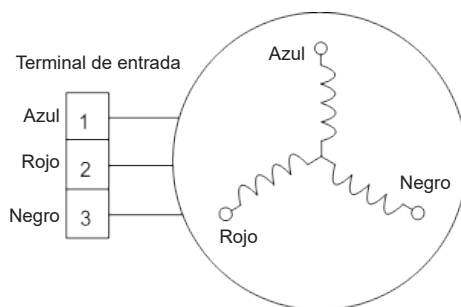 Terminal de entrada
Azul 1
Rojo 2
Negro 3
Azul
Negro
Rojo